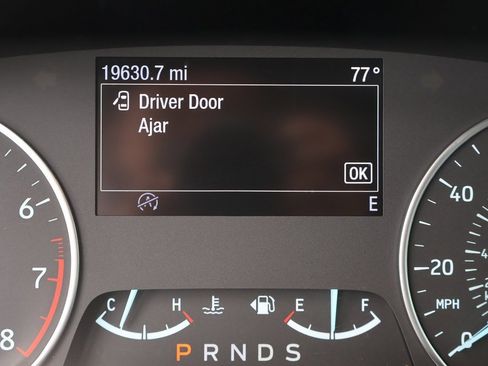 19630.7 mi 77°
Driver Door
Ajar
OK
E
6
7
8
C H E F
P R N D S
40
20
MPH
0